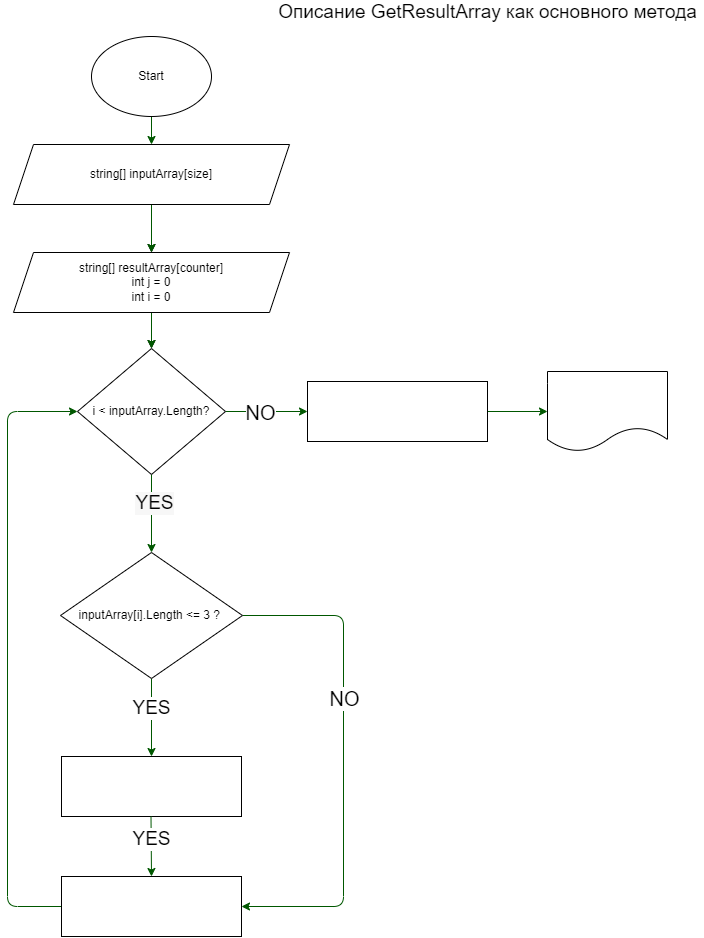 Описание GetResultArray как основного метода
Start
string[] inputArray[size]
string[] resultArray[counter]
int j = 0
int i = 0
i < inputArray.Length?
NO
YES
inputArray[i].Length <= 3 ?
YES
NO
YES